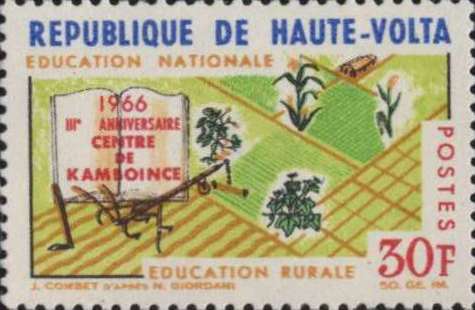 REPUBLIQUE DE HAUTE-VOLTA
EDUCATION NATIONALE
1966
IIIe ANNIVERSAIRE
CENTRE
DE
KAMBOINCE
POSTES
30F
EDUCATION RURALE
J. COMBET D'APRÈS N. GIORDANI
SO. GE. IM.